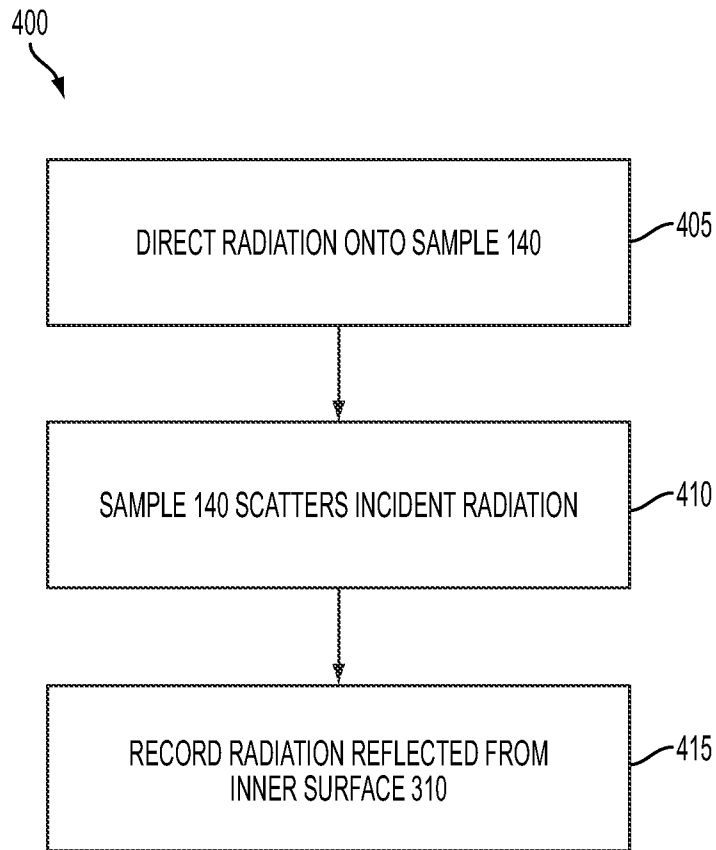 400
DIRECT RADIATION ONTO SAMPLE 140
405
SAMPLE 140 SCATTERS INCIDENT RADIATION
410
RECORD RADIATION REFLECTED FROM
INNER SURFACE 310
415